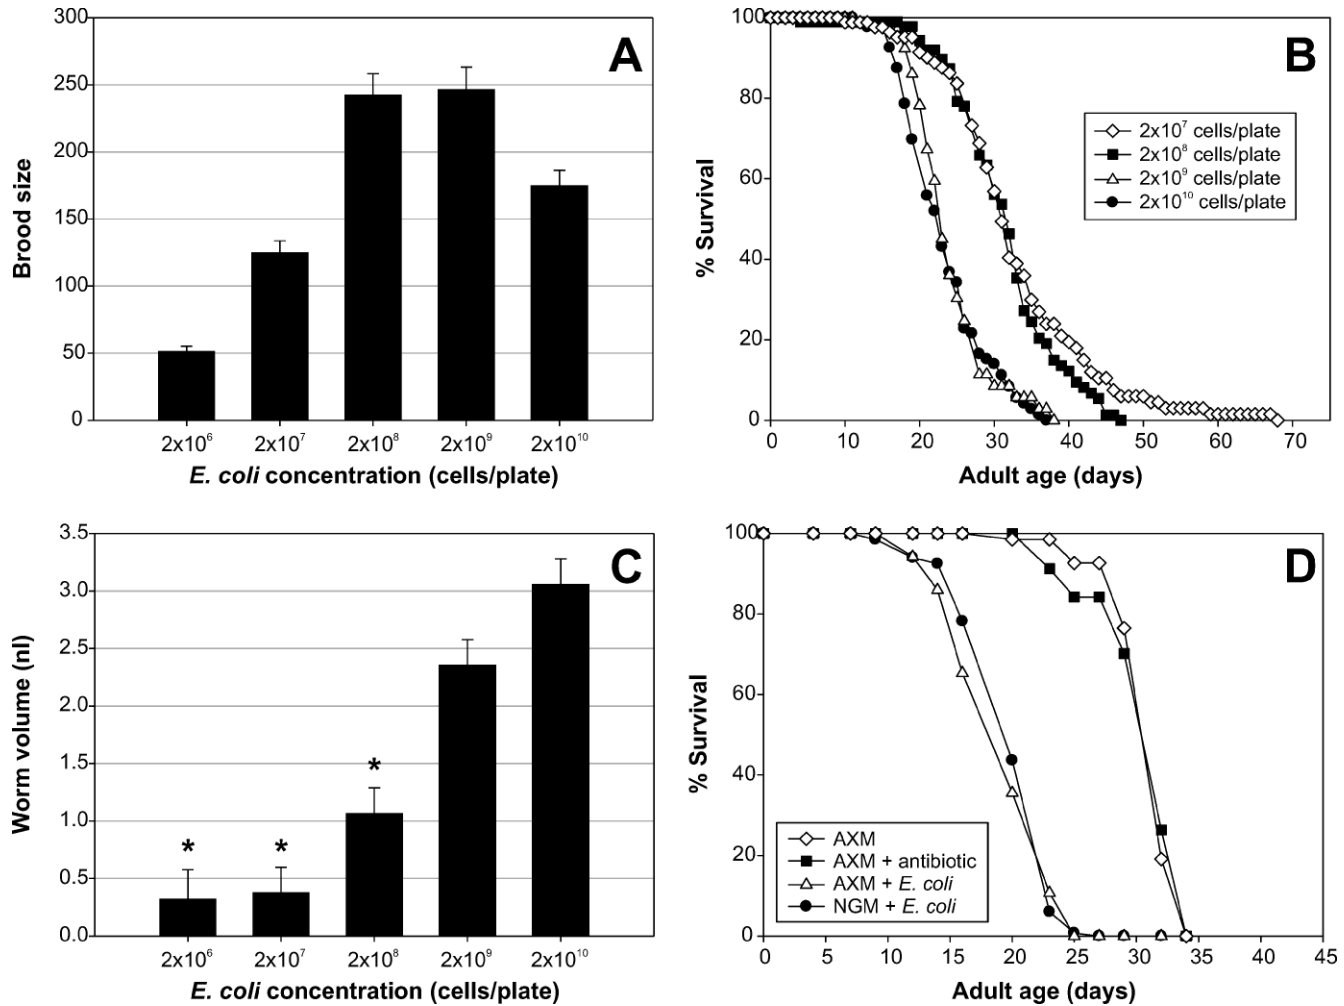 A
300
250
200
150
100
50
0
Brood size
2x10⁶ 2x10⁷ 2x10⁸ 2x10⁹ 2x10¹⁰
E. coli concentration (cells/plate)
B
100
80
60
40
20
0
% Survival
2x10⁷ cells/plate
2x10⁸ cells/plate
2x10⁹ cells/plate
2x10¹⁰ cells/plate
0 10 20 30 40 50 60 70
Adult age (days)
C
3.5
3.0
2.5
2.0
1.5
1.0
0.5
0.0
Worm volume (nl)
* * *
2x10⁶ 2x10⁷ 2x10⁸ 2x10⁹ 2x10¹⁰
E. coli concentration (cells/plate)
D
100
80
60
40
20
0
% Survival
AXM
AXM + antibiotic
AXM + E. coli
NGM + E. coli
0 5 10 15 20 25 30 35 40 45
Adult age (days)